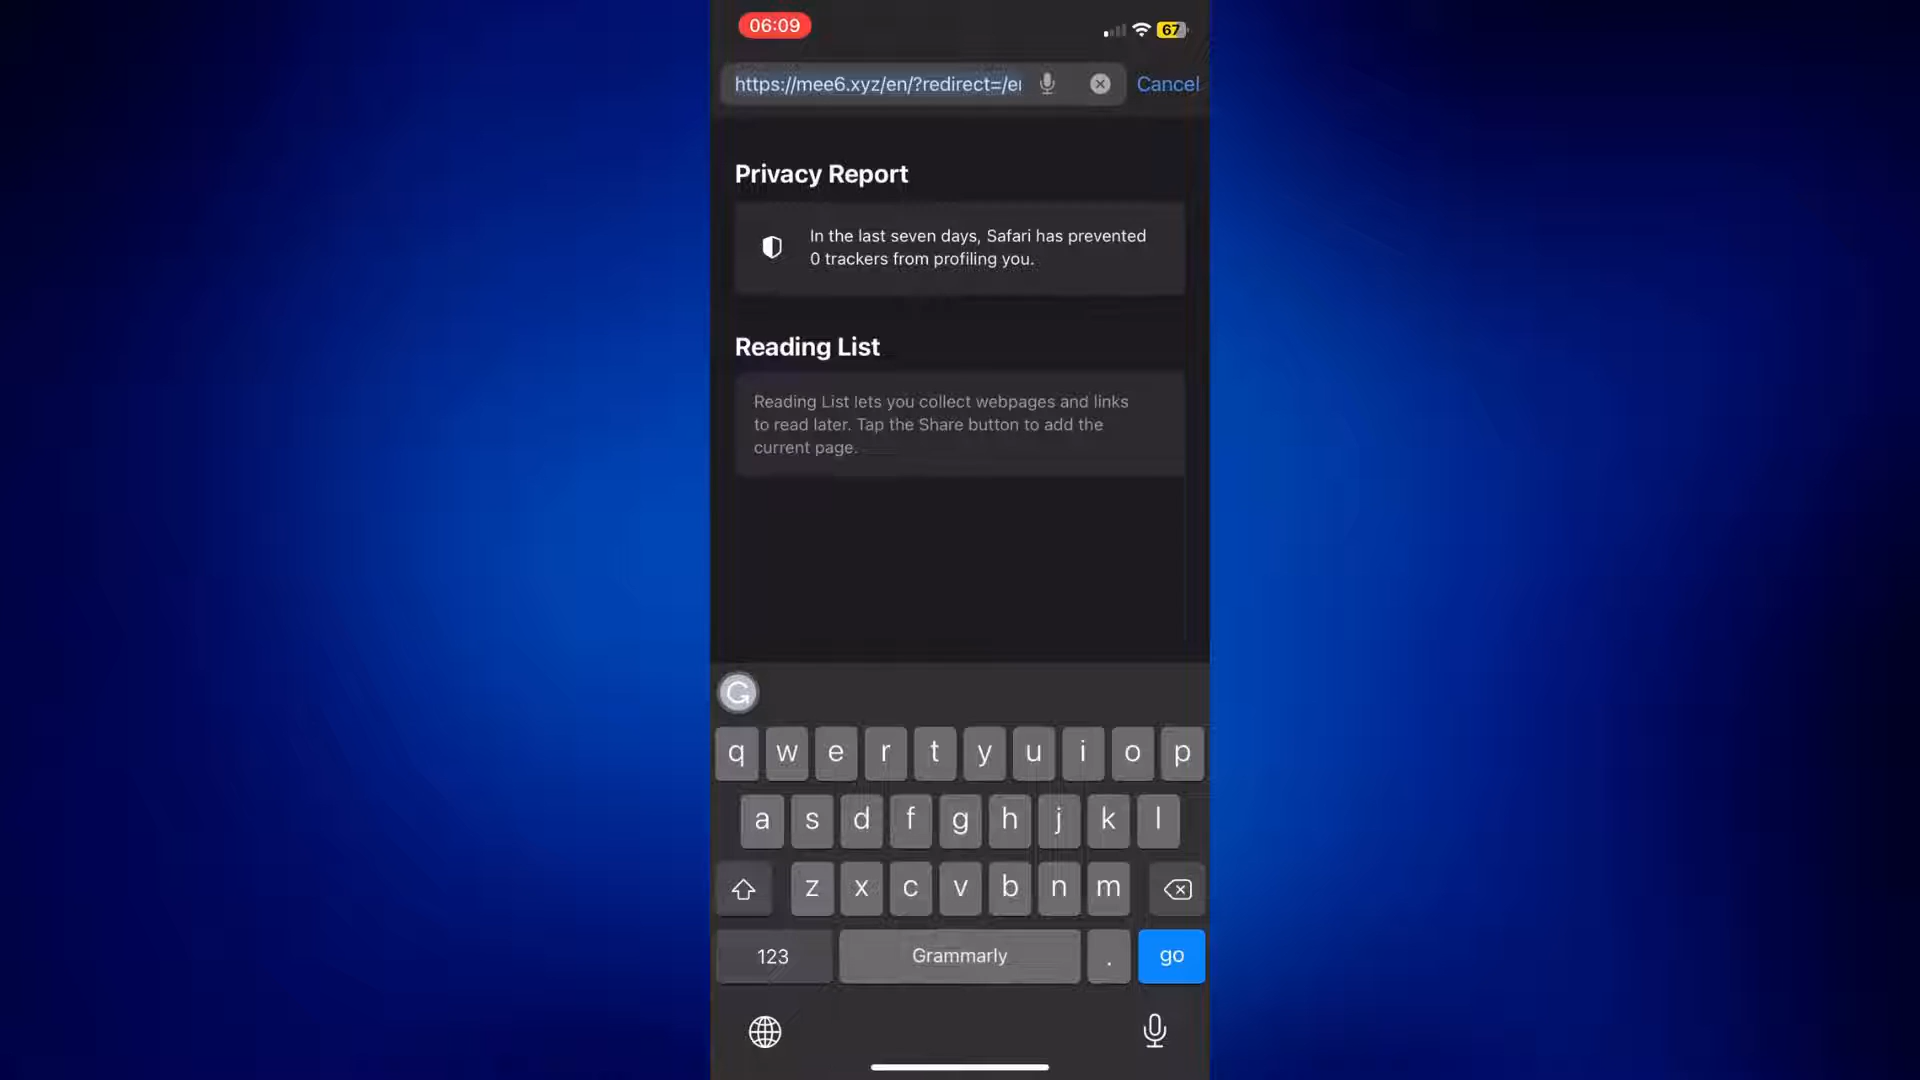 06:09
67
https://mee6.xyz/en/?redirect=/en
Cancel
Privacy Report
In the last seven days, Safari has prevented
0 trackers from profiling you.
Reading List
Reading List lets you collect webpages and links
to read later. Tap the Share button to add the
current page.
q w e r t y u i o p
a s d f g h j k l
z x c v b n m
123 Grammarly . go